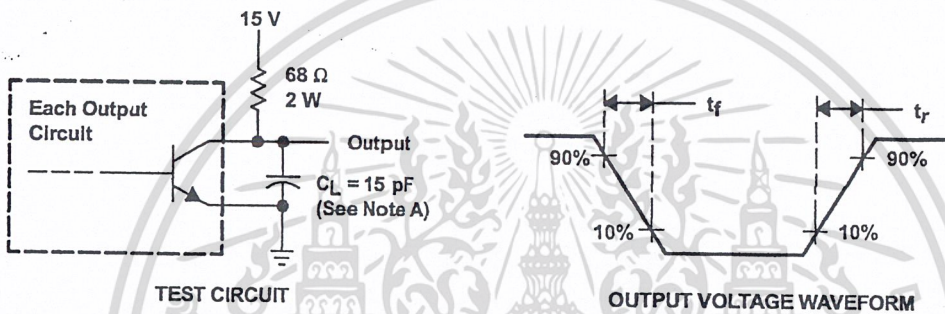 15 V
68 Ω
2 W
Each Output
Circuit
Output
CL = 15 pF
(See Note A)
TEST CIRCUIT
tf
tr
90%
90%
10%
10%
OUTPUT VOLTAGE WAVEFORM